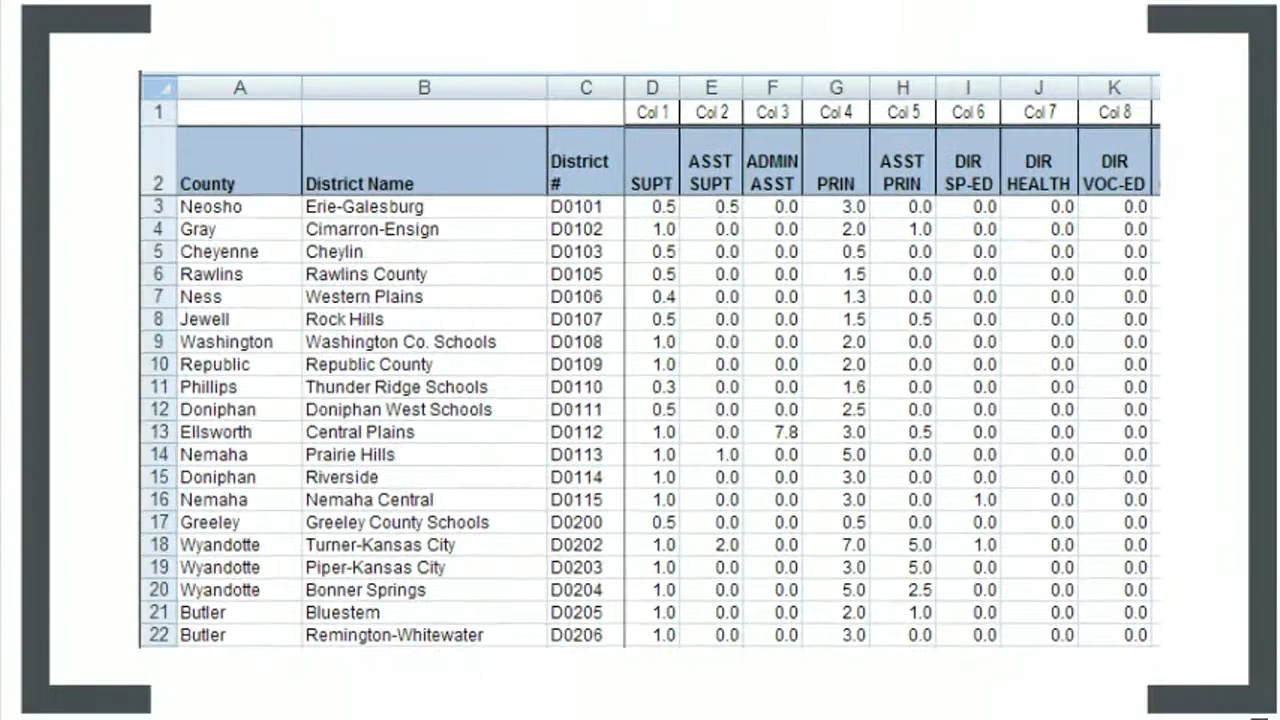 A B C D E F G H I J K
1 Col 1 Col 2 Col 3 Col 4 Col 5 Col 6 Col 7 Col 8
2 County District Name District # SUPT ASST SUPT ADMIN ASST PRIN ASST PRIN DIR SP-ED DIR HEALTH DIR VOC-ED
3 Neosho Erie-Galesburg D0101 0.5 0.5 0.0 3.0 0.0 0.0 0.0 0.0
4 Gray Cimarron-Ensign D0102 1.0 0.0 0.0 2.0 1.0 0.0 0.0 0.0
5 Cheyenne Cheylin D0103 0.5 0.0 0.0 0.5 0.0 0.0 0.0 0.0
6 Rawlins Rawlins County D0105 0.5 0.0 0.0 1.5 0.0 0.0 0.0 0.0
7 Ness Western Plains D0106 0.4 0.0 0.0 1.3 0.0 0.0 0.0 0.0
8 Jewell Rock Hills D0107 0.5 0.0 0.0 1.5 0.5 0.0 0.0 0.0
9 Washington Washington Co. Schools D0108 1.0 0.0 0.0 2.0 0.0 0.0 0.0 0.0
10 Republic Republic County D0109 1.0 0.0 0.0 2.0 0.0 0.0 0.0 0.0
11 Phillips Thunder Ridge Schools D0110 0.3 0.0 0.0 1.6 0.0 0.0 0.0 0.0
12 Doniphan Doniphan West Schools D0111 0.5 0.0 0.0 2.5 0.0 0.0 0.0 0.0
13 Ellsworth Central Plains D0112 1.0 0.0 7.8 3.0 0.5 0.0 0.0 0.0
14 Nemaha Prairie Hills D0113 1.0 1.0 0.0 5.0 0.0 0.0 0.0 0.0
15 Doniphan Riverside D0114 1.0 0.0 0.0 3.0 0.0 0.0 0.0 0.0
16 Nemaha Nemaha Central D0115 1.0 0.0 0.0 3.0 0.0 1.0 0.0 0.0
17 Greeley Greeley County Schools D0200 0.5 0.0 0.0 0.5 0.0 0.0 0.0 0.0
18 Wyandotte Turner-Kansas City D0202 1.0 2.0 0.0 7.0 5.0 1.0 0.0 0.0
19 Wyandotte Piper-Kansas City D0203 1.0 0.0 0.0 3.0 5.0 0.0 0.0 0.0
20 Wyandotte Bonner Springs D0204 1.0 0.0 0.0 5.0 2.5 0.0 0.0 0.0
21 Butler Bluestem D0205 1.0 0.0 0.0 2.0 1.0 0.0 0.0 0.0
22 Butler Remington-Whitewater D0206 1.0 0.0 0.0 3.0 0.0 0.0 0.0 0.0